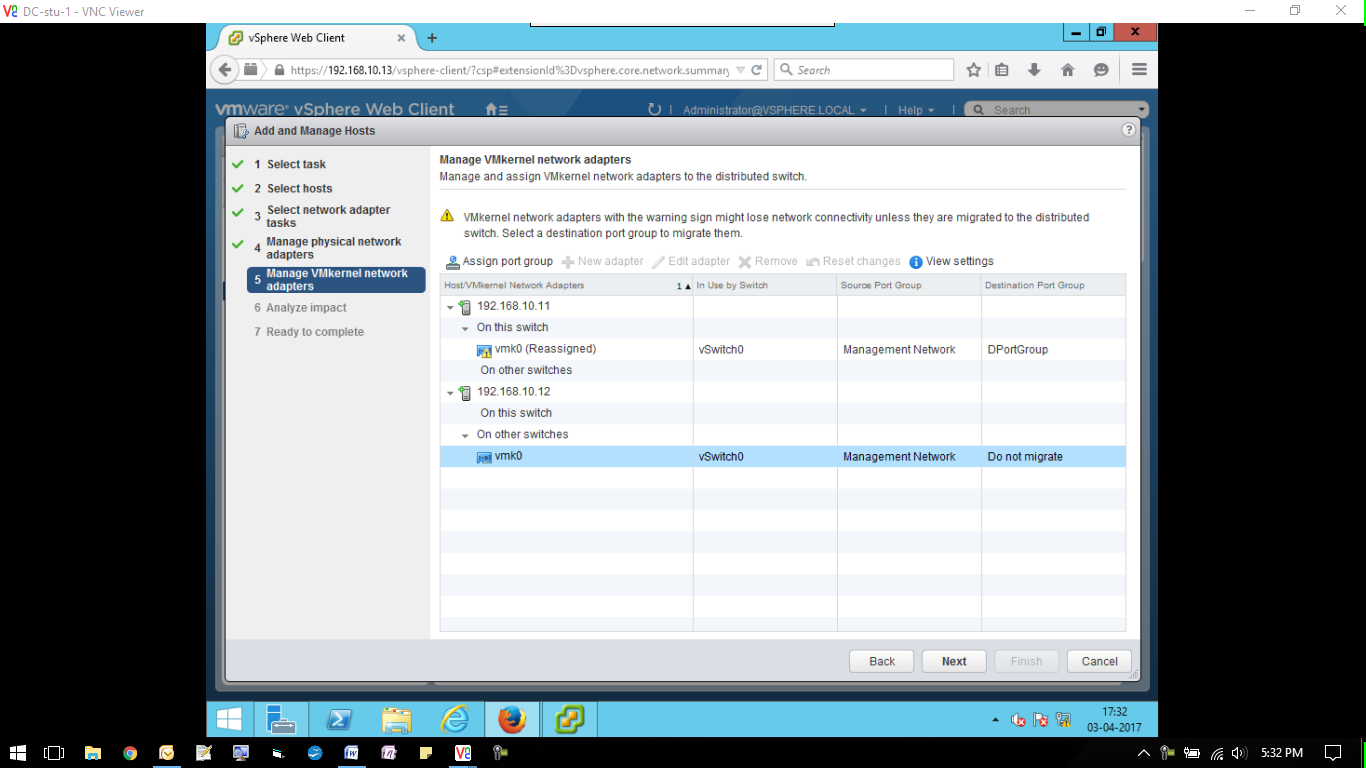 DC-stu-1 - VNC Viewer
vSphere Web Client
https://192.168.10.13/vsphere-client/?csp#extensionId%3Dvsphere.core.network.summary
Search
vmware® vSphere Web Client
Administrator@VSPHERE.LOCAL
Help
Search
Add and Manage Hosts
1 Select task
2 Select hosts
3 Select network adapter
tasks
4 Manage physical network
adapters
5 Manage VMkernel network
adapters
6 Analyze impact
7 Ready to complete
Manage VMkernel network adapters
Manage and assign VMkernel network adapters to the distributed switch.
VMkernel network adapters with the warning sign might lose network connectivity unless they are migrated to the distributed
switch. Select a destination port group to migrate them.
Assign port group New adapter Edit adapter Remove Reset changes View settings
Host/VMkernel Network Adapters 1 ▲ In Use by Switch Source Port Group Destination Port Group
192.168.10.11
On this switch
vmk0 (Reassigned) vSwitch0 Management Network DPortGroup
On other switches
192.168.10.12
On this switch
On other switches
vmk0 vSwitch0 Management Network Do not migrate
Back Next Finish Cancel
17:32
03-04-2017
5:32 PM